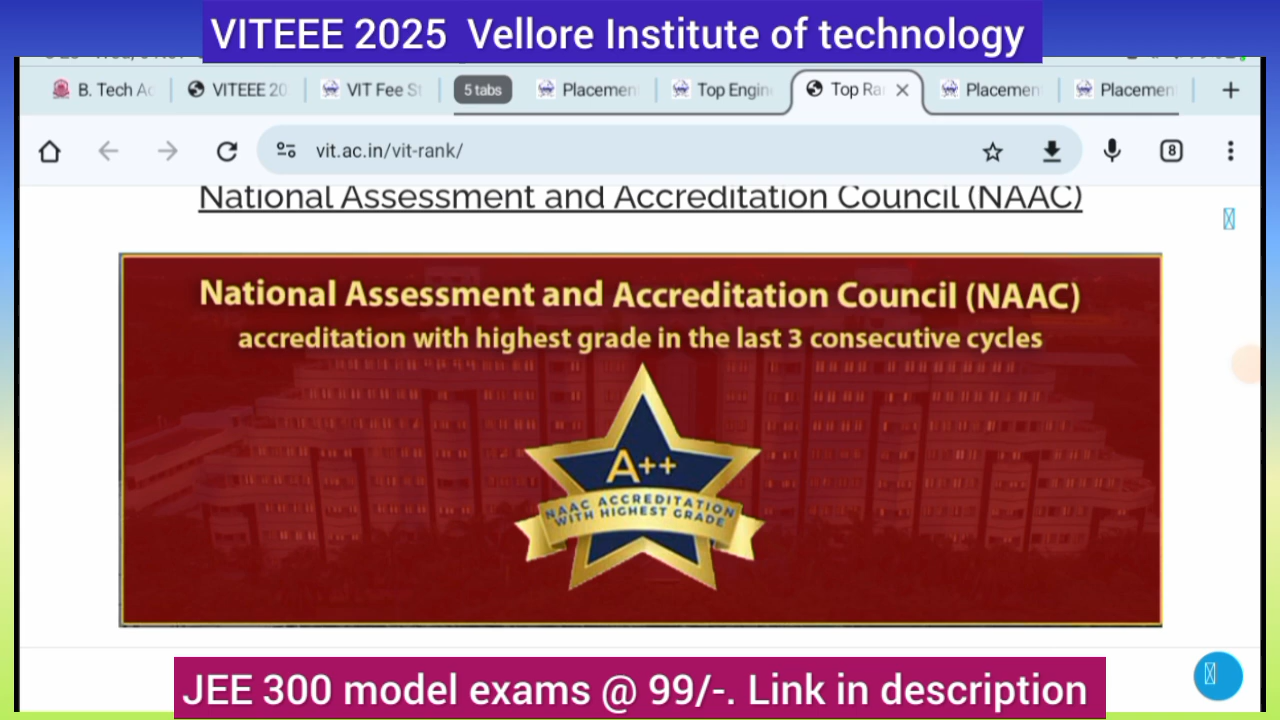 VITEEE 2025 Vellore Institute of technology
B. Tech Ac VITEEE 20 VIT Fee St 5 tabs Placemen Top Engin Top Ra Placemen Placemen
vit.ac.in/vit-rank/ 8
National Assessment and Accreditation Council (NAAC)
National Assessment and Accreditation Council (NAAC)
accreditation with highest grade in the last 3 consecutive cycles
A++
NAAC ACCREDITATION
WITH HIGHEST GRADE
JEE 300 model exams @ 99/-. Link in description